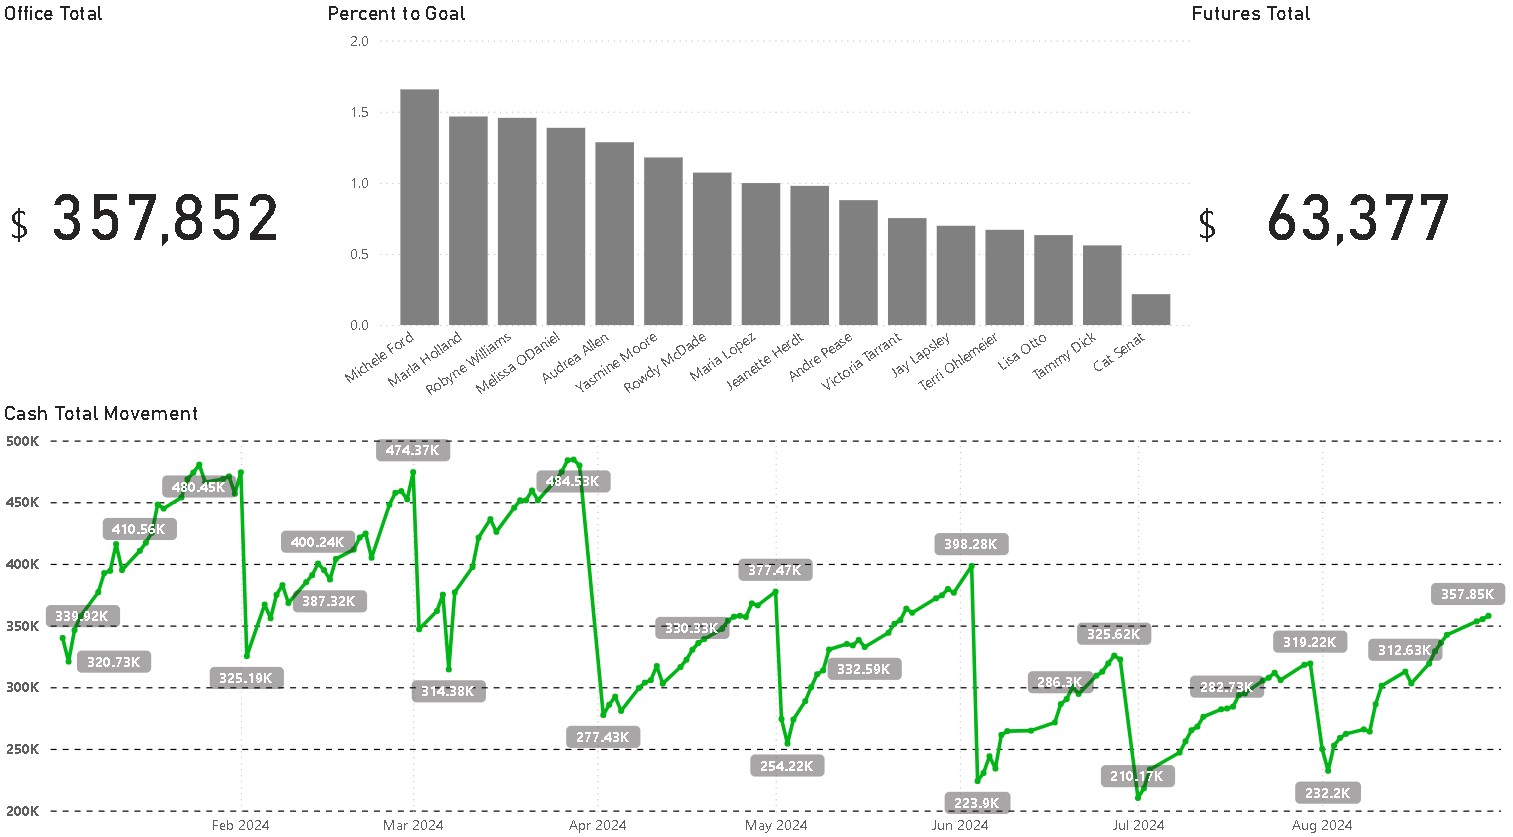 Office Total
Percent to Goal
Futures Total
2.0
1.5
1.0
0.5
0.0
$ 357,852
$ 63,377
Michele Ford
Marla Holland
Robyne Williams
Melissa ODaniel
Audrea Allen
Yasmine Moore
Rowdy McDade
Maria Lopez
Jeanette Herdt
Andre Pease
Victoria Tarrant
Jay Lapsley
Terri Ohlemeier
Lisa Otto
Tammy Dick
Cat Senat
Cash Total Movement
500K
450K
400K
350K
300K
250K
200K
339.92K
320.73K
410.56K
480.45K
325.19K
400.24K
387.32K
474.37K
314.38K
484.53K
277.43K
330.33K
377.47K
254.22K
332.59K
398.28K
223.9K
286.3K
325.62K
210.17K
282.73K
319.22K
232.2K
312.63K
357.85K
Feb 2024
Mar 2024
Apr 2024
May 2024
Jun 2024
Jul 2024
Aug 2024